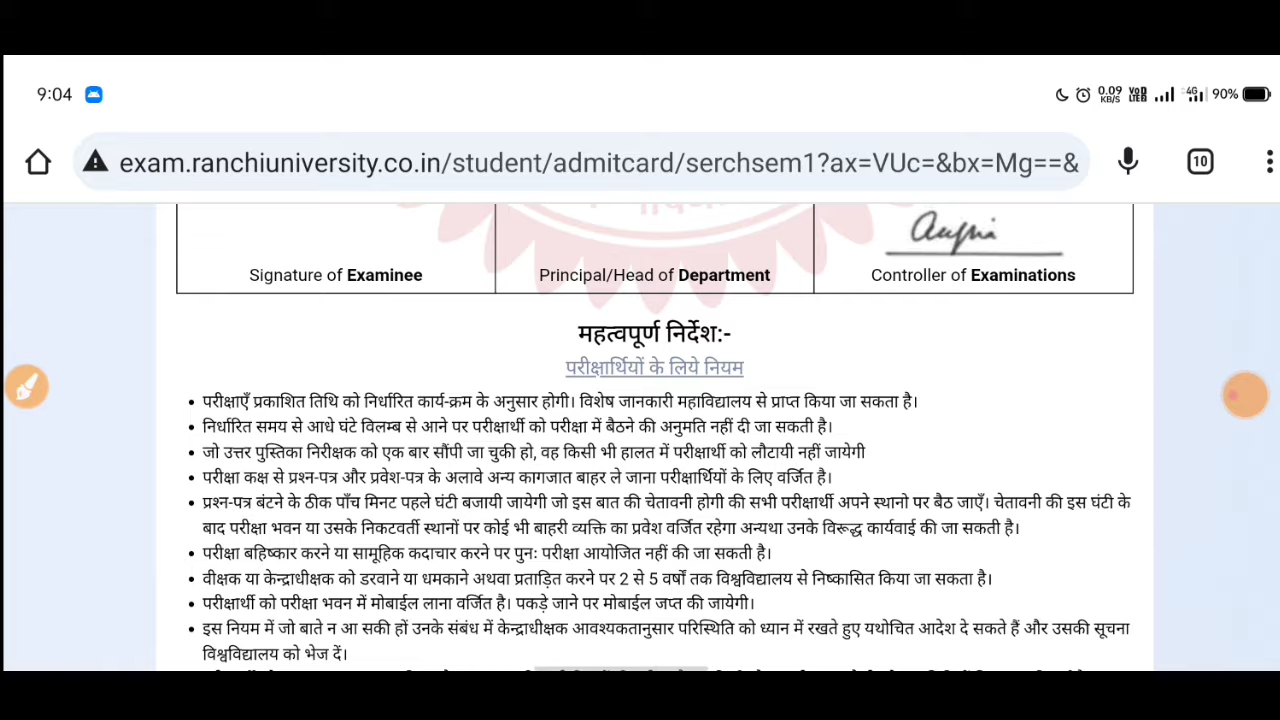 9:04
0.09 KB/S VoD LTE 4G 90%
exam.ranchiuniversity.co.in/student/admitcard/serchsem1?ax=VUc=&bx=Mg==&
10
Signature of Examinee
Principal/Head of Department
Controller of Examinations
महत्वपूर्ण निर्देश:-
परीक्षार्थियों के लिये नियम
• परीक्षाएँ प्रकाशित तिथि को निर्धारित कार्य-क्रम के अनुसार होगी। विशेष जानकारी महाविद्यालय से प्राप्त किया जा सकता है।
• निर्धारित समय से आधे घंटे विलम्ब से आने पर परीक्षार्थी को परीक्षा में बैठने की अनुमति नहीं दी जा सकती है।
• जो उत्तर पुस्तिका निरीक्षक को एक बार सौंपी जा चुकी हो, वह किसी भी हालत में परीक्षार्थी को लौटायी नहीं जायेगी
• परीक्षा कक्ष से प्रश्न-पत्र और प्रवेश-पत्र के अलावे अन्य कागजात बाहर ले जाना परीक्षार्थियों के लिए वर्जित है।
• प्रश्न-पत्र बंटने के ठीक पाँच मिनट पहले घंटी बजायी जायेगी जो इस बात की चेतावनी होगी की सभी परीक्षार्थी अपने स्थानो पर बैठ जाएँ। चेतावनी की इस घंटी के
बाद परीक्षा भवन या उसके निकटवर्ती स्थानों पर कोई भी बाहरी व्यक्ति का प्रवेश वर्जित रहेगा अन्यथा उनके विरूद्ध कार्यवाई की जा सकती है।
• परीक्षा बहिष्कार करने या सामूहिक कदाचार करने पर पुनः परीक्षा आयोजित नहीं की जा सकती है।
• वीक्षक या केन्द्राधीक्षक को डरवाने या धमकाने अथवा प्रताड़ित करने पर 2 से 5 वर्षों तक विश्वविद्यालय से निष्कासित किया जा सकता है।
• परीक्षार्थी को परीक्षा भवन में मोबाईल लाना वर्जित है। पकड़े जाने पर मोबाईल जप्त की जायेगी।
• इस नियम में जो बाते न आ सकी हों उनके संबंध में केन्द्राधीक्षक आवश्यकतानुसार परिस्थिति को ध्यान में रखते हुए यथोचित आदेश दे सकते हैं और उसकी सूचना
विश्वविद्यालय को भेज दें।